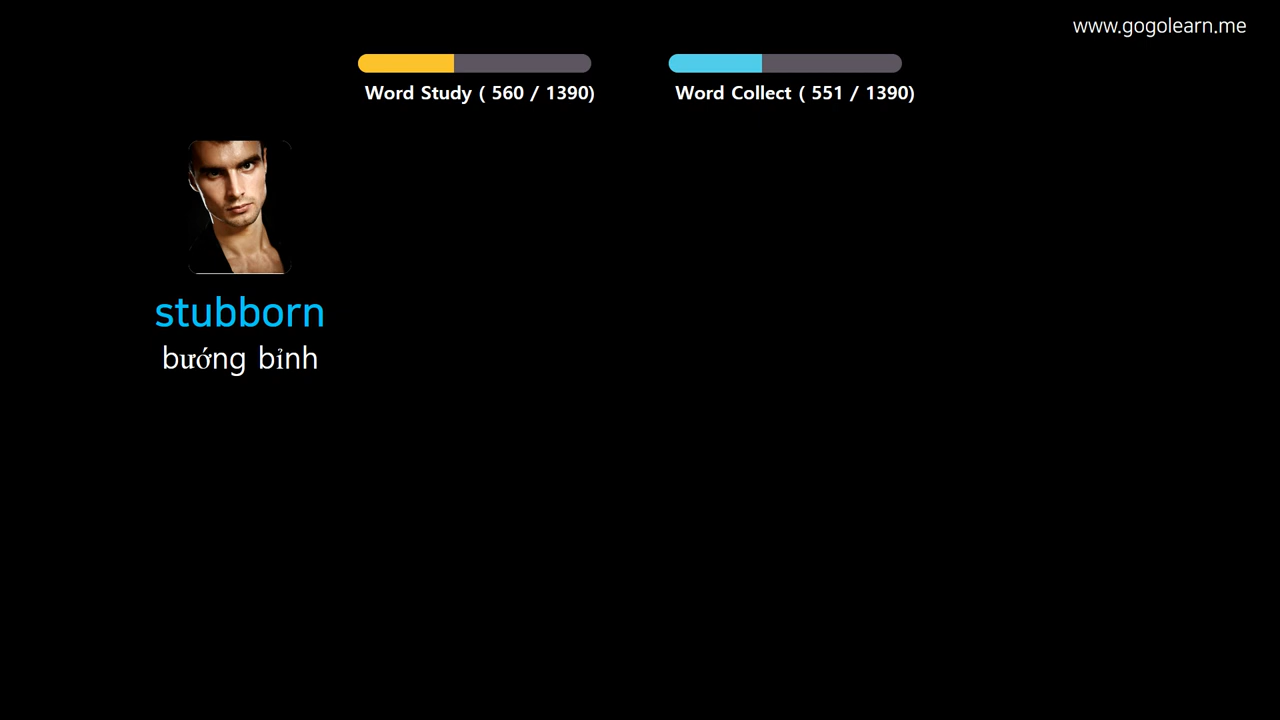 www.gogolearn.me
Word Study ( 560 / 1390)
Word Collect ( 551 / 1390)
stubborn
bướng bỉnh